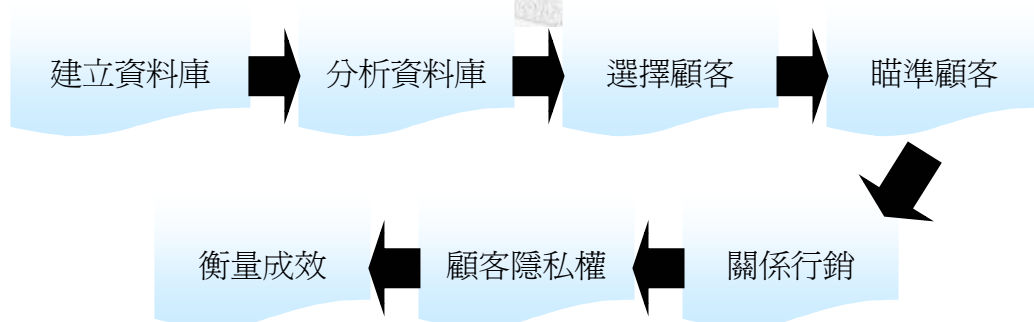 建立資料庫
分析資料庫
選擇顧客
瞄準顧客
關係行銷
顧客隱私權
衡量成效